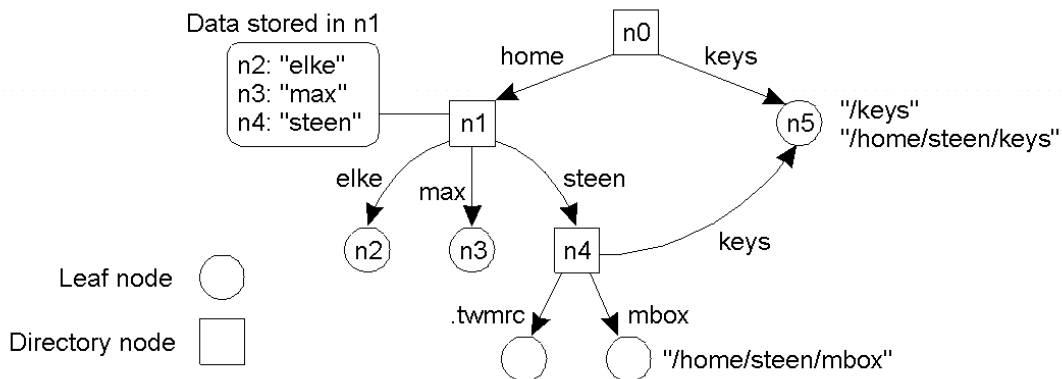 Data stored in n1
n2: "elke"
n3: "max"
n4: "steen"
n0
home
keys
n1
n5
"/keys"
"/home/steen/keys"
elke
max
steen
n2
n3
n4
keys
Leaf node
.twmrc
mbox
Directory node
"/home/steen/mbox"